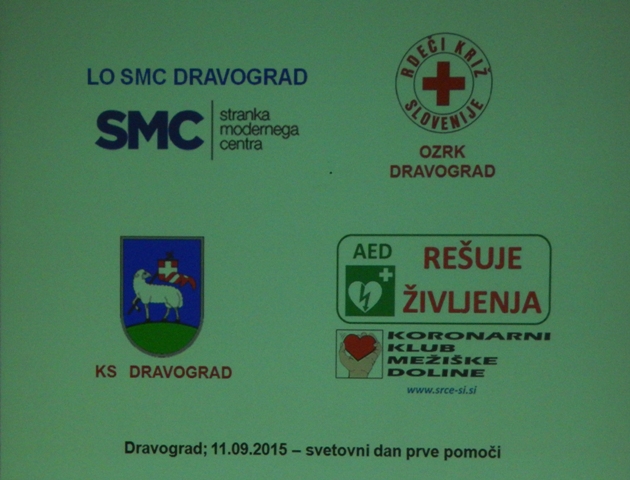 LO SMC DRAVOGRAD
SMC
stranka
modernega
centra
RDEČI KRIŽ
SLOVENIJE
OZRK
DRAVOGRAD
KS DRAVOGRAD
AED
REŠUJE
ŽIVLJENJA
KORONARNI
KLUB
MEŽIŠKE
DOLINE
www.srce-si.si
Dravograd; 11.09.2015 – svetovni dan prve pomoči